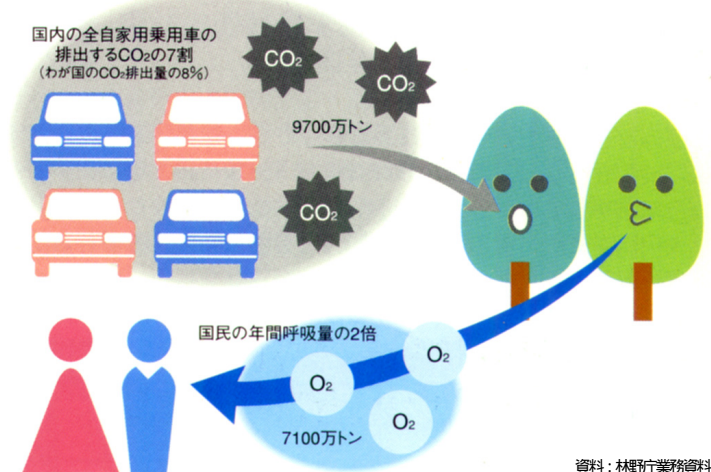 国内の全自家用乗用車の
排出するCO₂の7割
(わが国のCO₂排出量の8%)
CO₂
CO₂
9700万トン
CO₂
国民の年間呼吸量の2倍
O₂
O₂
O₂
7100万トン
資料：林野庁業務資料